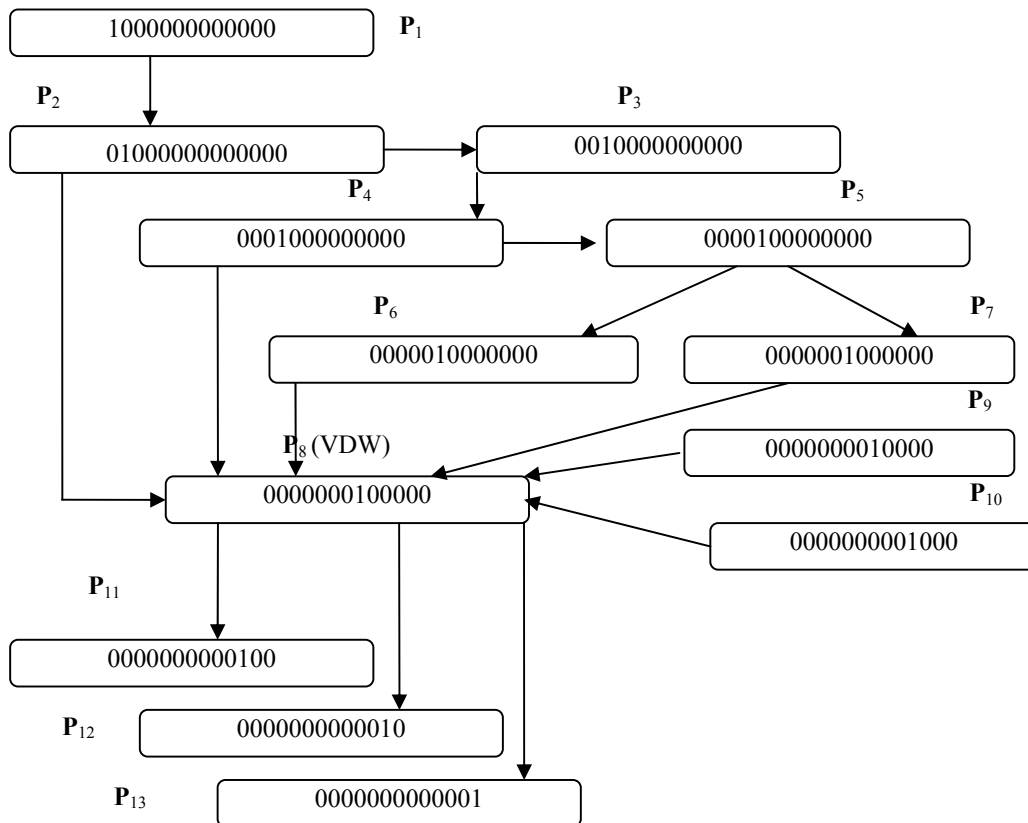 1000000000000 P1
P2 P3
01000000000000 0010000000000
P4 P5
0001000000000 0000100000000
P6 P7
0000010000000 0000001000000
P9
P8 (VDW) 0000000010000
0000000100000 P10
0000000001000
P11
0000000000100
P12 0000000000010
P13 0000000000001